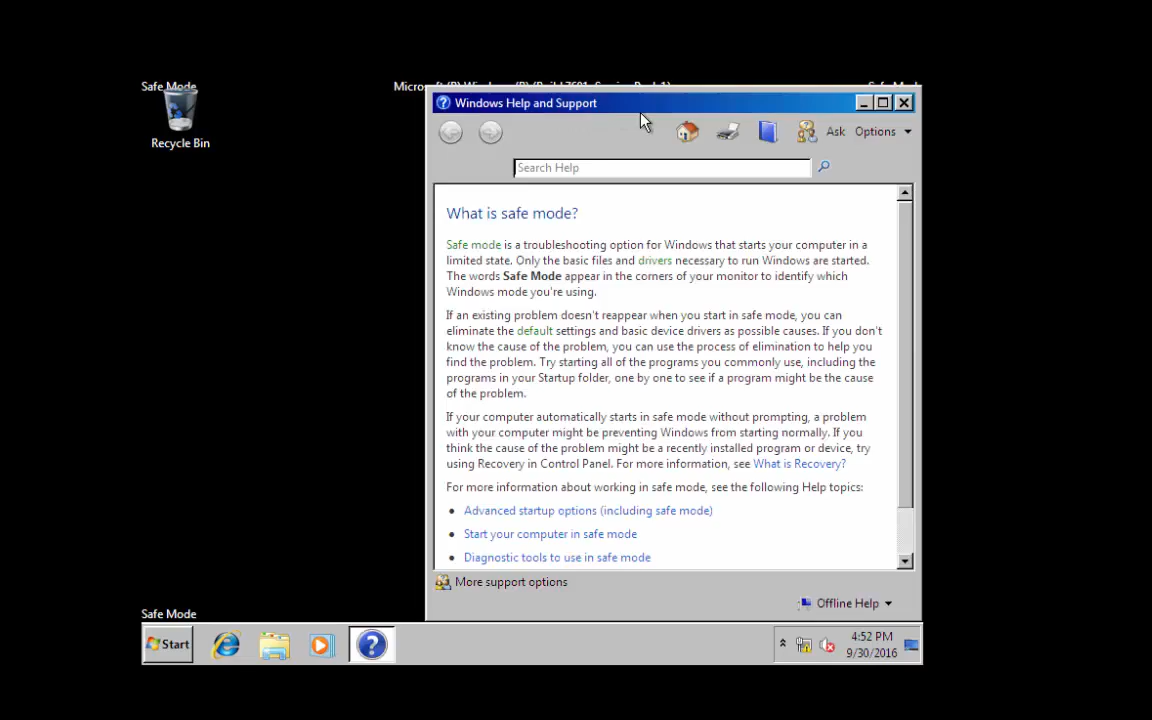 Safe Mode
Recycle Bin
Windows Help and Support
Ask Options
Search Help
What is safe mode?
Safe mode is a troubleshooting option for Windows that starts your computer in a
limited state. Only the basic files and drivers necessary to run Windows are started.
The words Safe Mode appear in the corners of your monitor to identify which
Windows mode you're using.
If an existing problem doesn't reappear when you start in safe mode, you can
eliminate the default settings and basic device drivers as possible causes. If you don't
know the cause of the problem, you can use the process of elimination to help you
find the problem. Try starting all of the programs you commonly use, including the
programs in your Startup folder, one by one to see if a program might be the cause
of the problem.
If your computer automatically starts in safe mode without prompting, a problem
with your computer might be preventing Windows from starting normally. If you
think the cause of the problem might be a recently installed program or device, try
using Recovery in Control Panel. For more information, see What is Recovery?
For more information about working in safe mode, see the following Help topics:
Advanced startup options (including safe mode)
Start your computer in safe mode
Diagnostic tools to use in safe mode
More support options
Offline Help
Safe Mode
Start
4:52 PM
9/30/2016